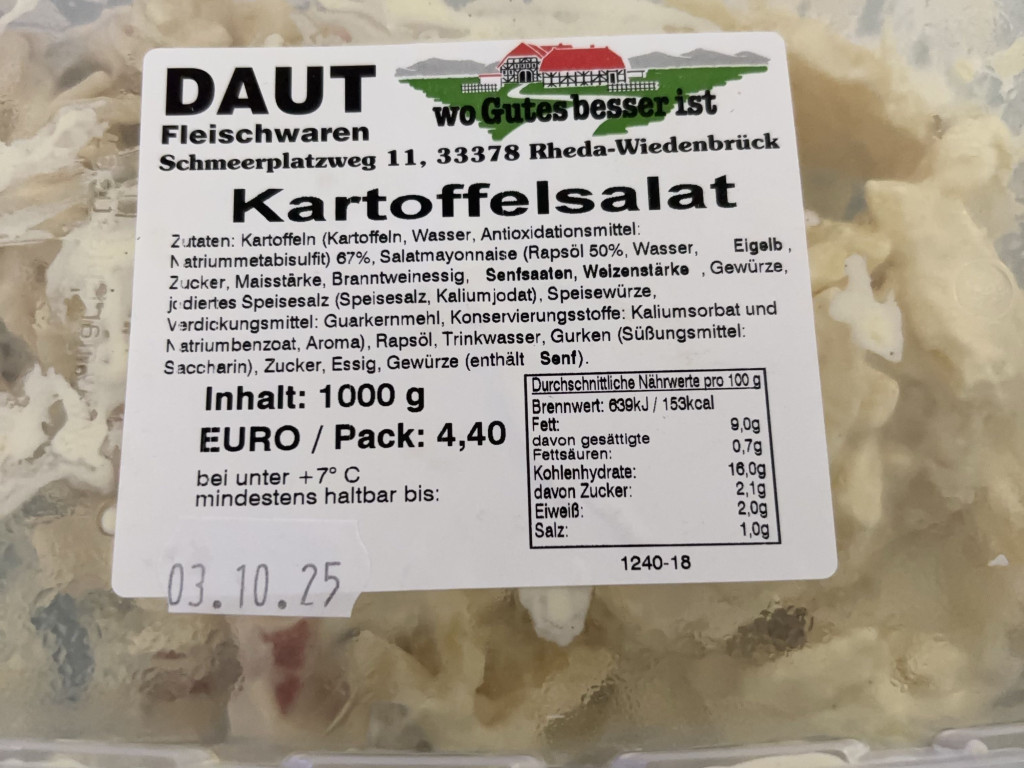 DAUT
Fleischwaren
wo Gutes besser ist
Schmeerplatzweg 11, 33378 Rheda-Wiedenbrück
Kartoffelsalat
Zutaten: Kartoffeln (Kartoffeln, Wasser, Antioxidationsmittel:
Natriummetabisulfit) 67%, Salatmayonnaise (Rapsöl 50%, Wasser, Eigelb,
Zucker, Maisstärke, Branntweinessig, Senfsaaten, Weizenstärke , Gewürze,
jodiertes Speisesalz (Speisesalz, Kaliumjodat), Speisewürze,
Verdickungsmittel: Guarkernmehl, Konservierungsstoffe: Kaliumsorbat und
Natriumbenzoat, Aroma), Rapsöl, Trinkwasser, Gurken (Süßungsmittel:
Saccharin), Zucker, Essig, Gewürze (enthält Senf).
Inhalt: 1000 g
EURO / Pack: 4,40
bei unter +7° C
mindestens haltbar bis:
03.10.25
Durchschnittliche Nährwerte pro 100 g
Brennwert: 639kJ / 153kcal
Fett: 9,0g
davon gesättigte
Fettsäuren: 0,7g
Kohlenhydrate: 16,0g
davon Zucker: 2,1g
Eiweiß: 2,0g
Salz: 1,0g
1240-18